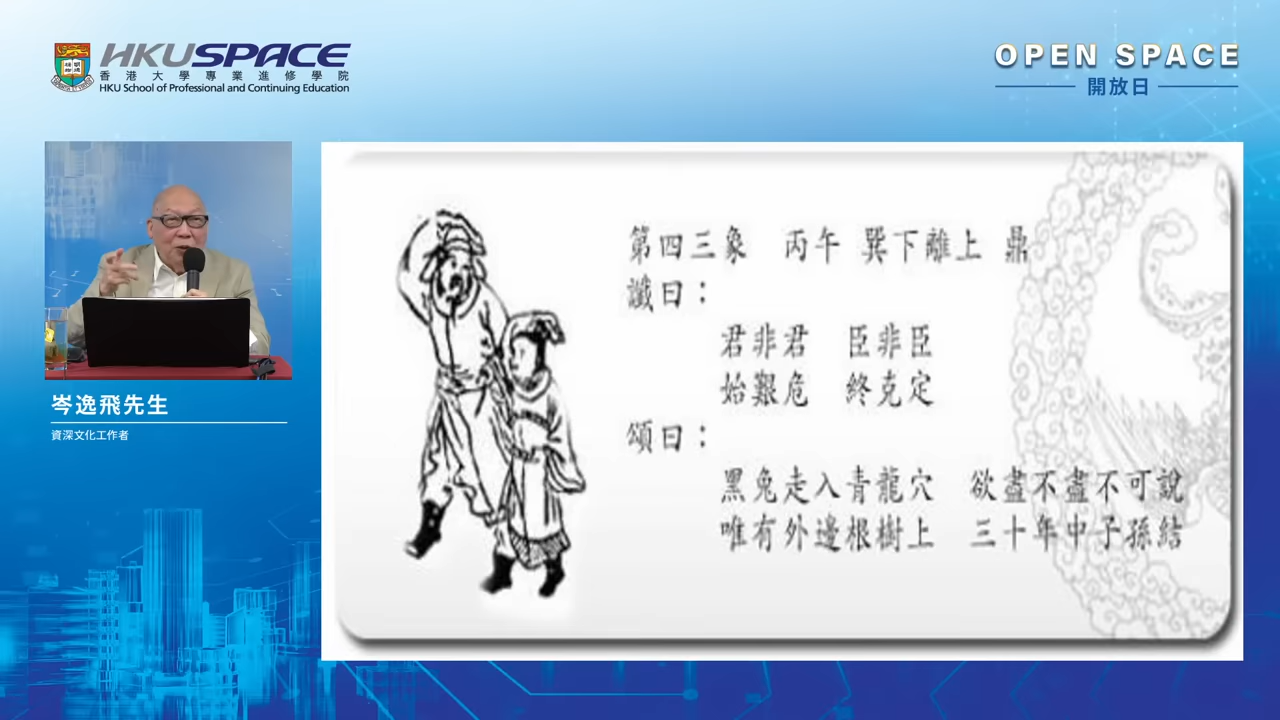 HKUSPACE
香港大學專業進修學院
HKU School of Professional and Continuing Education
OPEN SPACE
開放日
岑逸飛先生
資深文化工作者
第四三象 丙午 巽下離上 鼎
讖曰：
君非君 臣非臣
始艱危 終克定
頌曰：
黑兔走入青龍穴 欲盡不盡不可說
唯有外邊根樹上 三十年中子孫結